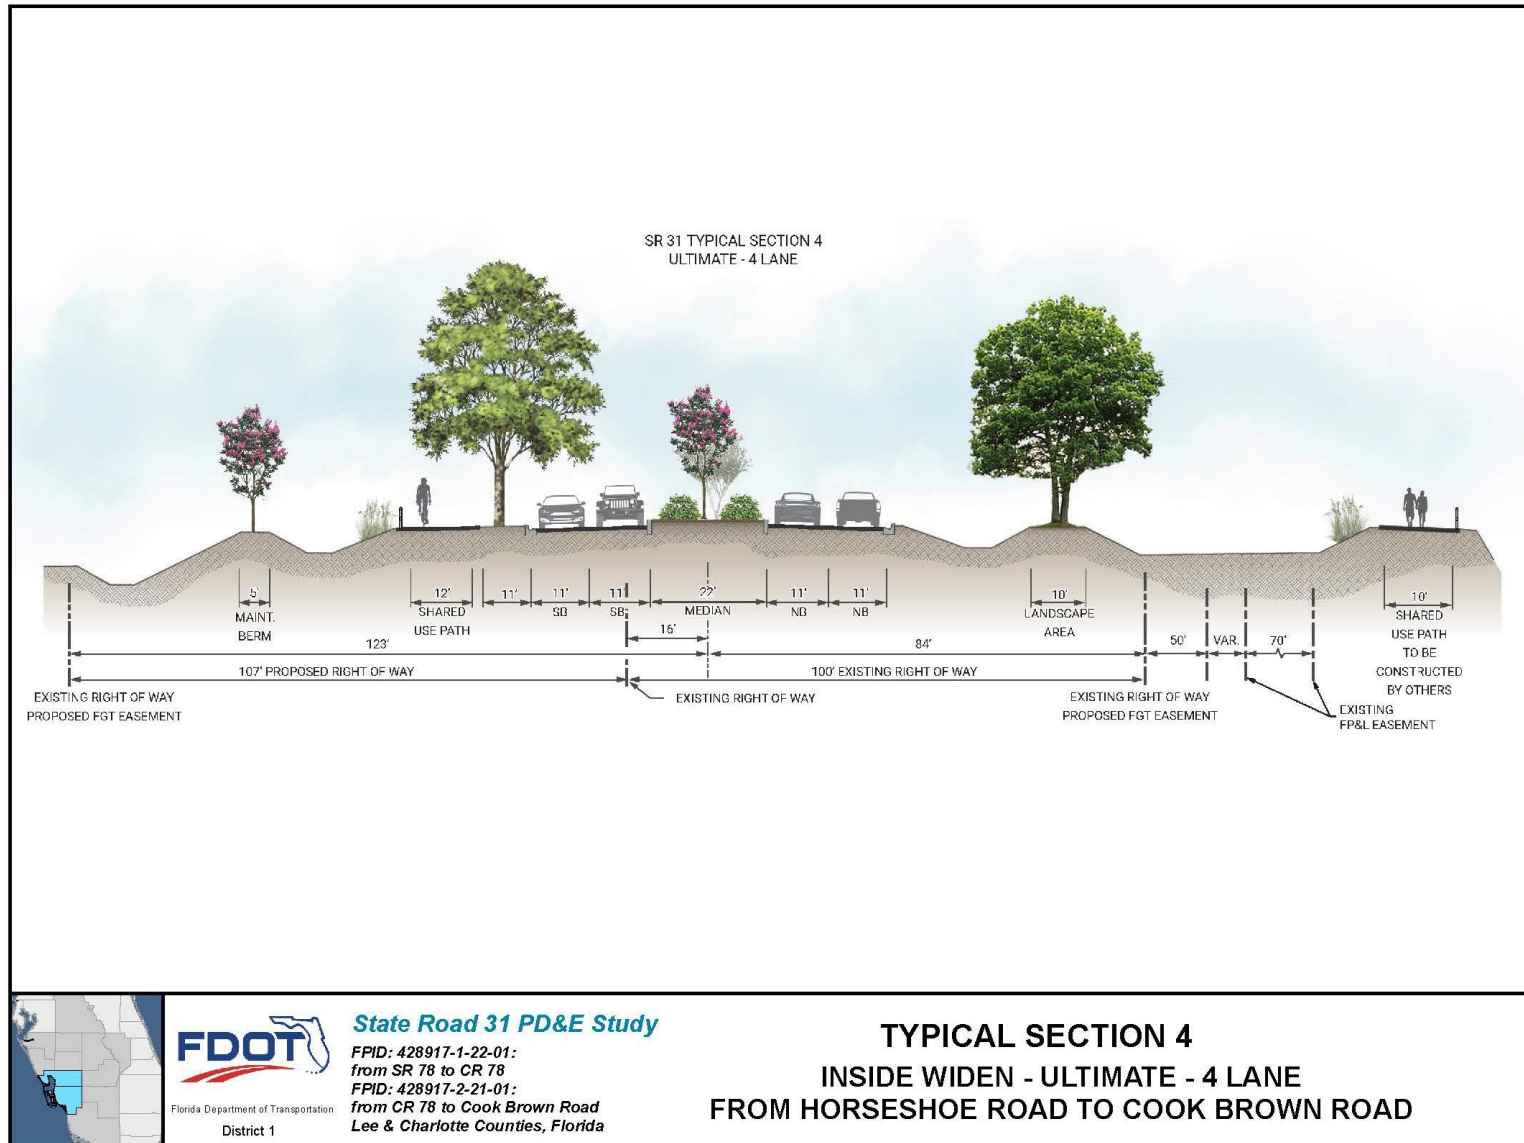 SR 31 TYPICAL SECTION 4
ULTIMATE - 4 LANE
5'
MAINT.
BERM
12'
SHARED
USE PATH
11'
11'
SB
11'
SB
22'
MEDIAN
11'
NB
11'
NB
10'
LANDSCAPE
AREA
10'
SHARED
USE PATH
TO BE
CONSTRUCTED
BY OTHERS
16'
123'
84'
50'
VAR.
70'
107' PROPOSED RIGHT OF WAY
100' EXISTING RIGHT OF WAY
EXISTING RIGHT OF WAY
PROPOSED FGT EASEMENT
EXISTING RIGHT OF WAY
EXISTING RIGHT OF WAY
PROPOSED FGT EASEMENT
EXISTING
FP&L EASEMENT
FDOT
Florida Department of Transportation
District 1
State Road 31 PD&E Study
FPID: 428917-1-22-01:
from SR 78 to CR 78
FPID: 428917-2-21-01:
from CR 78 to Cook Brown Road
Lee & Charlotte Counties, Florida
TYPICAL SECTION 4
INSIDE WIDEN - ULTIMATE - 4 LANE
FROM HORSESHOE ROAD TO COOK BROWN ROAD